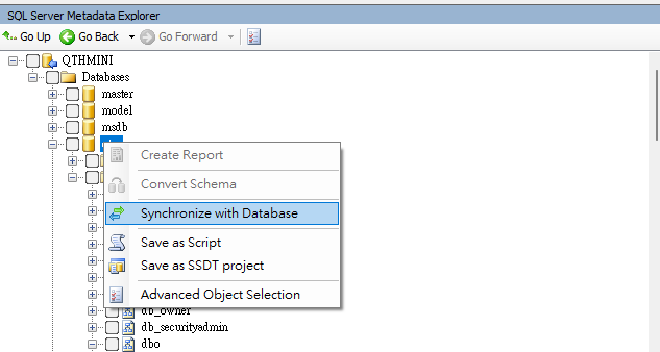 SQL Server Metadata Explorer
Go Up Go Back Go Forward
QTHMINI
Databases
master
model
msdb
Create Report
Convert Schema
Synchronize with Database
Save as Script
Save as SSDT project
Advanced Object Selection
db_owner
db_securityadmin
dbo